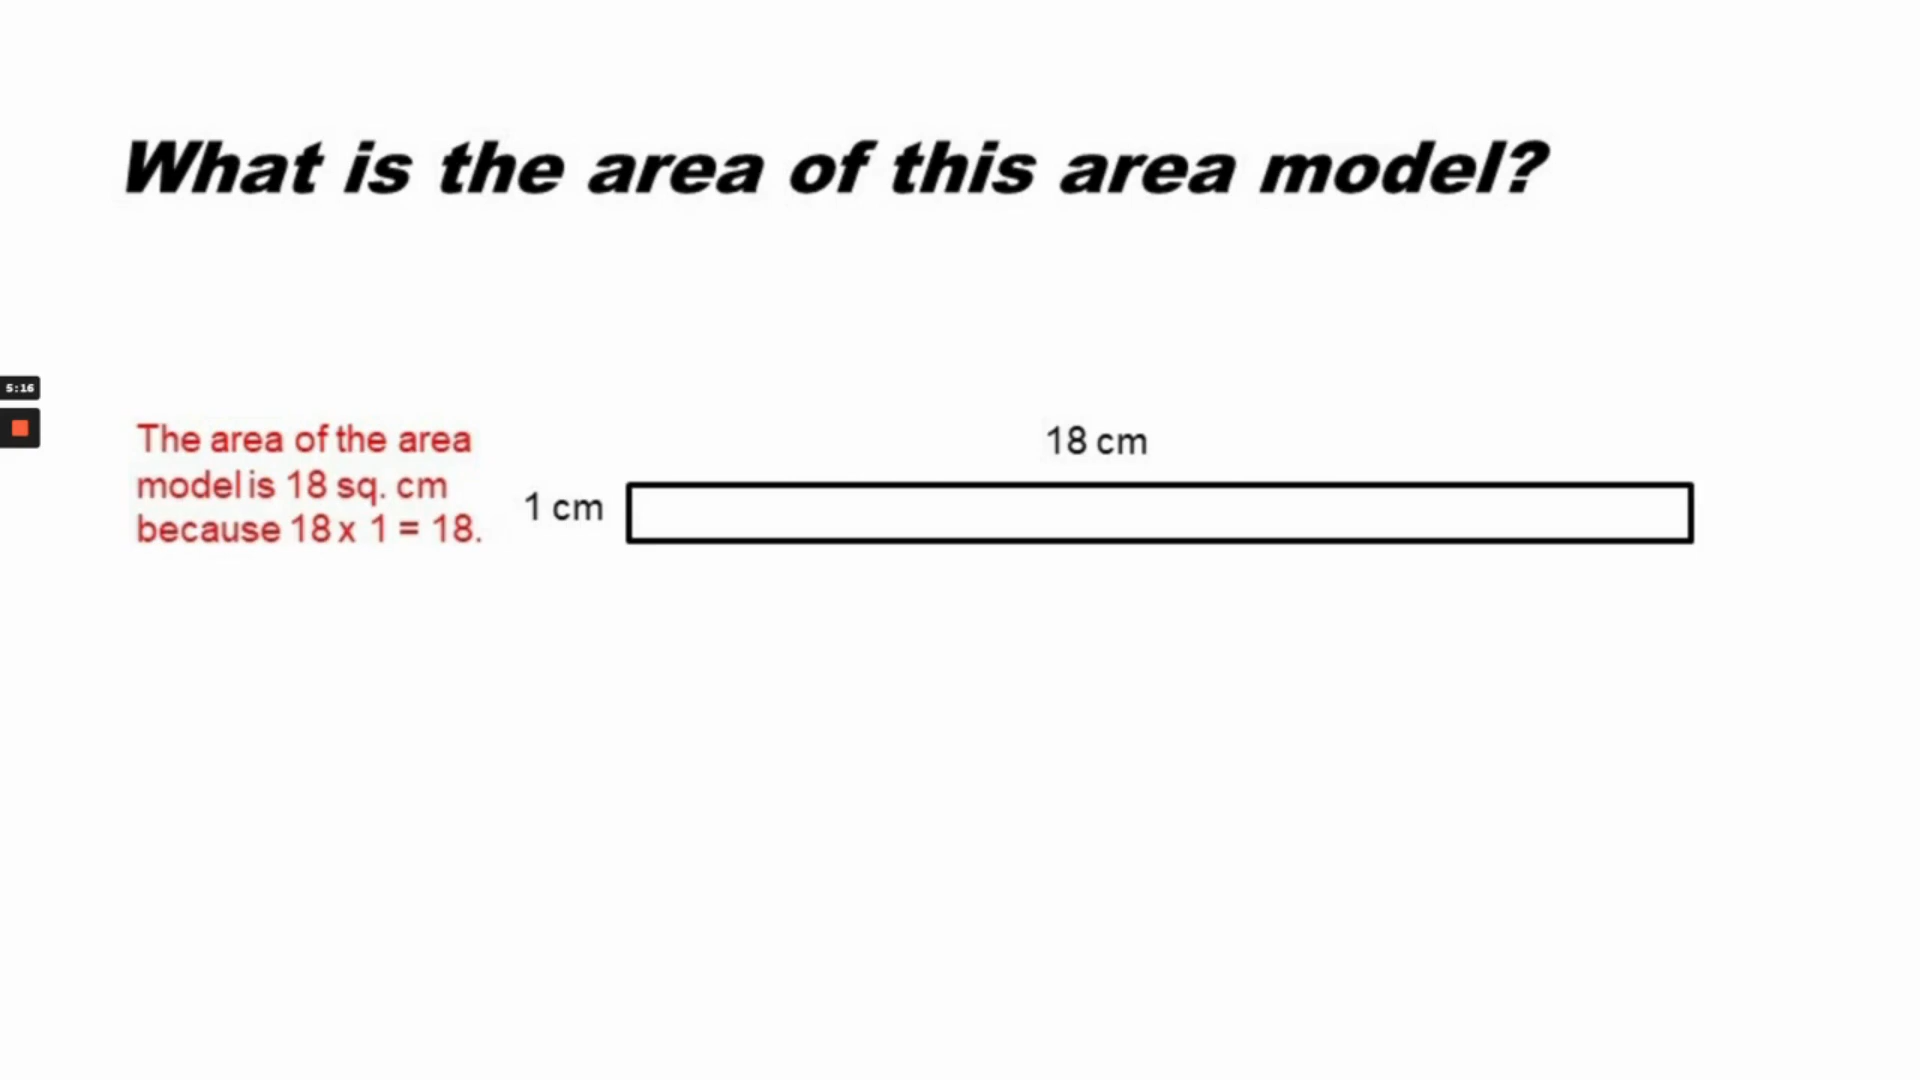 What is the area of this area model?
5:16
The area of the area
model is 18 sq. cm
because 18 x 1 = 18.
18 cm
1 cm